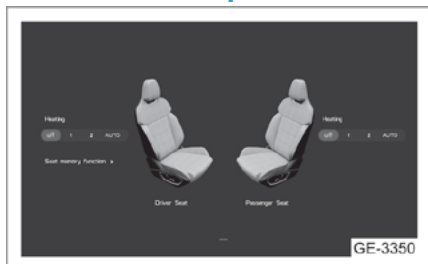 Heating
off 1 2 AUTO
Seat memory function >
Heating
off 1 2 AUTO
Driver Seat
Passenger Seat
GE-3350